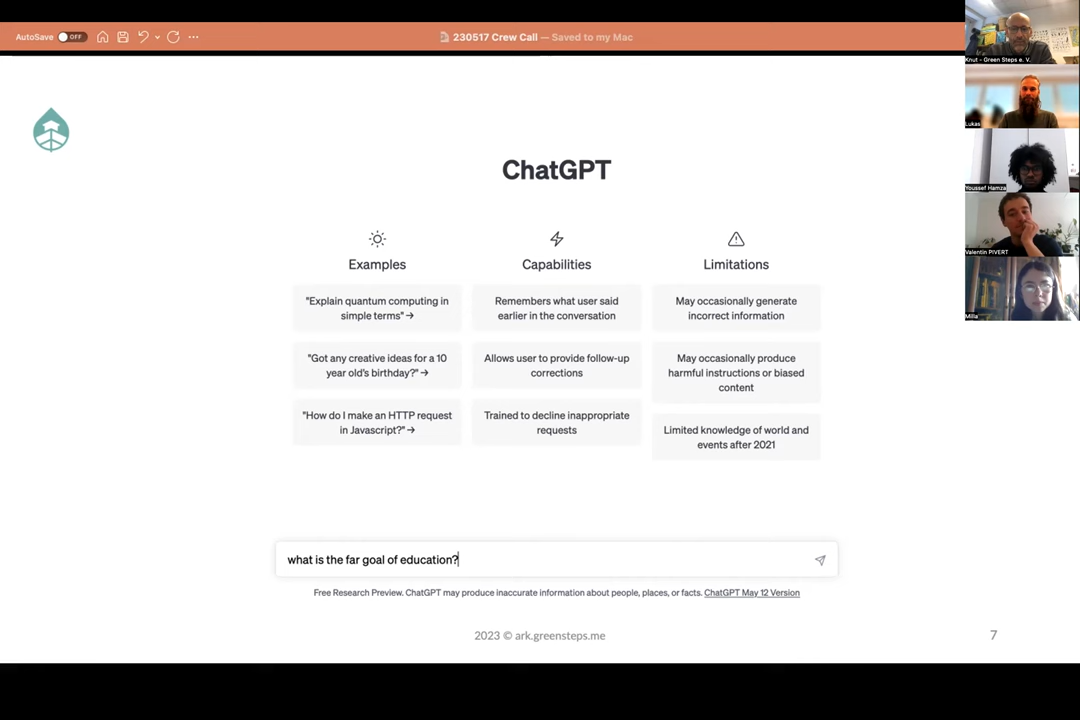 AutoSave OFF
230517 Crew Call — Saved to my Mac
Knut - Green Steps e. V.
Lukas
Youssef Hamza
Valentin PIVERT
Milla
ChatGPT
Examples
"Explain quantum computing in
simple terms" →
"Got any creative ideas for a 10
year old's birthday?" →
"How do I make an HTTP request
in Javascript?" →
Capabilities
Remembers what user said
earlier in the conversation
Allows user to provide follow-up
corrections
Trained to decline inappropriate
requests
Limitations
May occasionally generate
incorrect information
May occasionally produce
harmful instructions or biased
content
Limited knowledge of world and
events after 2021
what is the far goal of education?
Free Research Preview. ChatGPT may produce inaccurate information about people, places, or facts. ChatGPT May 12 Version
2023 © ark.greensteps.me
7